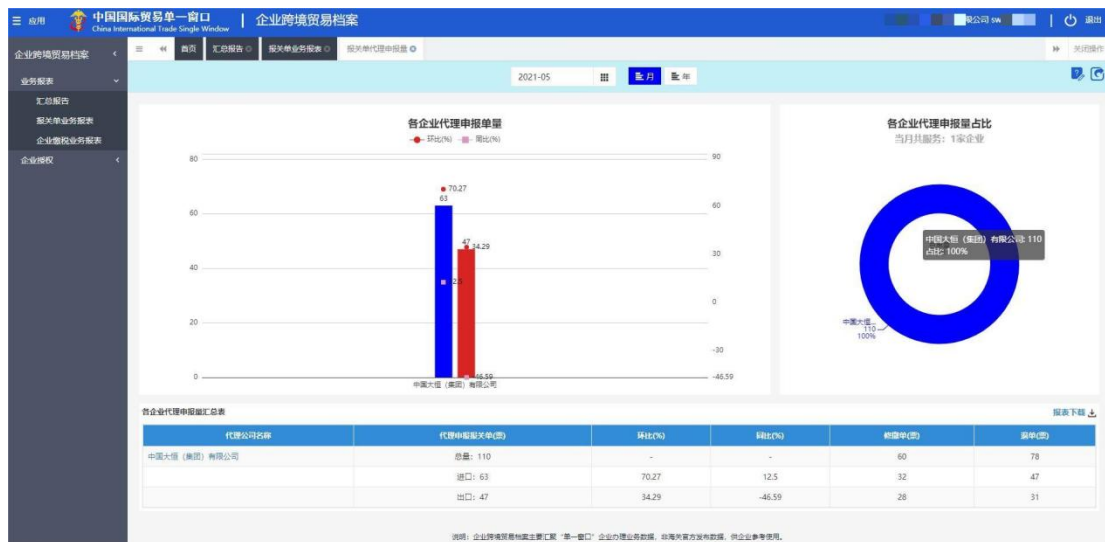 应用
中国国际贸易单一窗口
China International Trade Single Window
企业跨境贸易档案
限公司 sw
退出
企业跨境贸易档案
首页
汇总报告
报关单业务报表
报关单代理申报量
关闭操作
业务报表
汇总报告
报关单业务报表
企业缴税业务报表
企业授权
2021-05
月
年
各企业代理申报单量
环比(%)
同比(%)
80
60
40
20
0
90
60
30
0
-30
-46.59
70.27
63
47
34.29
12.5
-46.59
中国大恒（集团）有限公司
各企业代理申报量占比
当月共服务：1家企业
中国大恒（集团）有限公司: 110
占比: 100%
中国大恒...
110
100%
各企业代理申报量汇总表
报表下载
代理公司名称 代理申报报关单(票) 环比(%) 同比(%) 修撤单(票) 退单(票)
中国大恒（集团）有限公司 总量：110 - - 60 78
进口：63 70.27 12.5 32 47
出口：47 34.29 -46.59 28 31
说明：企业跨境贸易档案主要汇聚“单一窗口”企业办理业务数据，非海关官方发布数据，供企业参考使用。